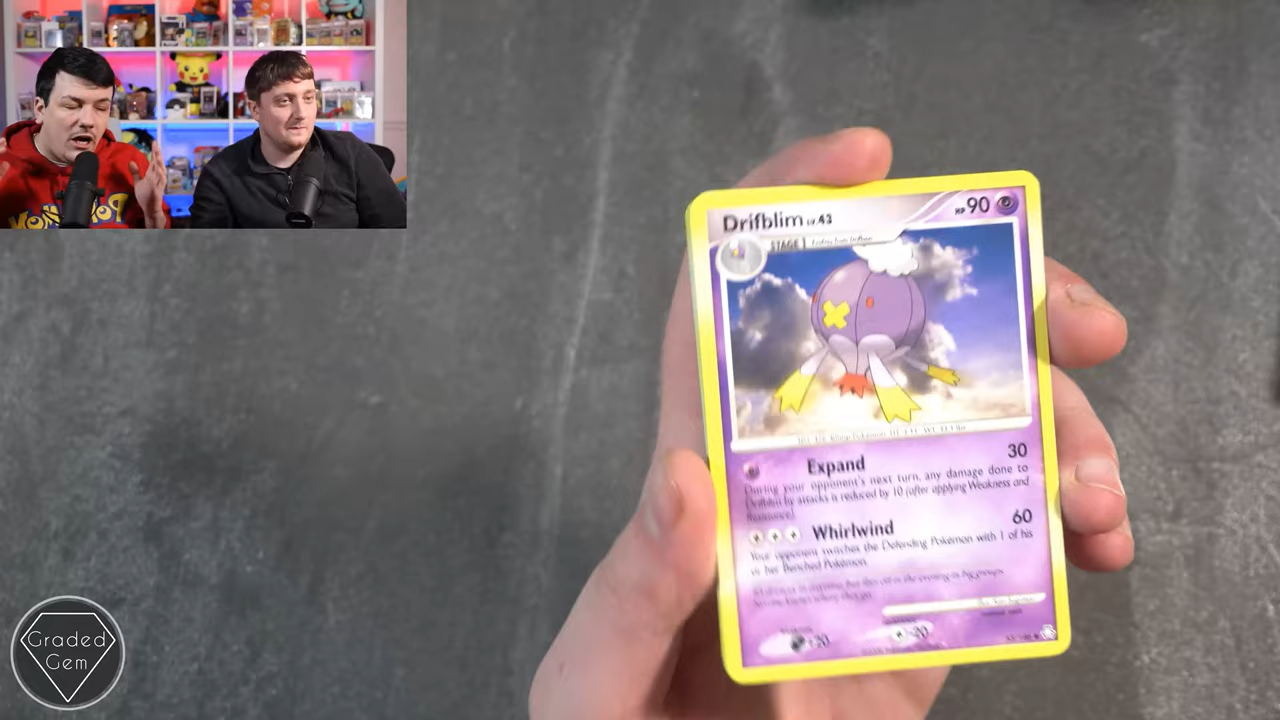 POKÉMON
Drifblim LV.43
HP 90
STAGE 1
Expand 30
During your opponent's next turn, any damage done to
Drifblim by attacks is reduced by 10 (after applying Weakness and
Resistance).
Whirlwind 60
Your opponent switches the Defending Pokémon with 1 of his
or her Benched Pokémon.
+20
-20
Graded
Gem